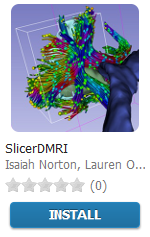 SlicerDMRI
Isaiah Norton, Lauren O...
(0)
INSTALL